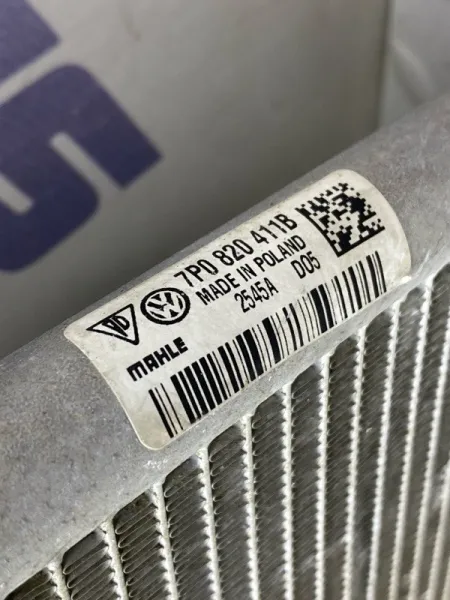 7P0 820 411B
MADE IN POLAND
2545A D05
MAHLE